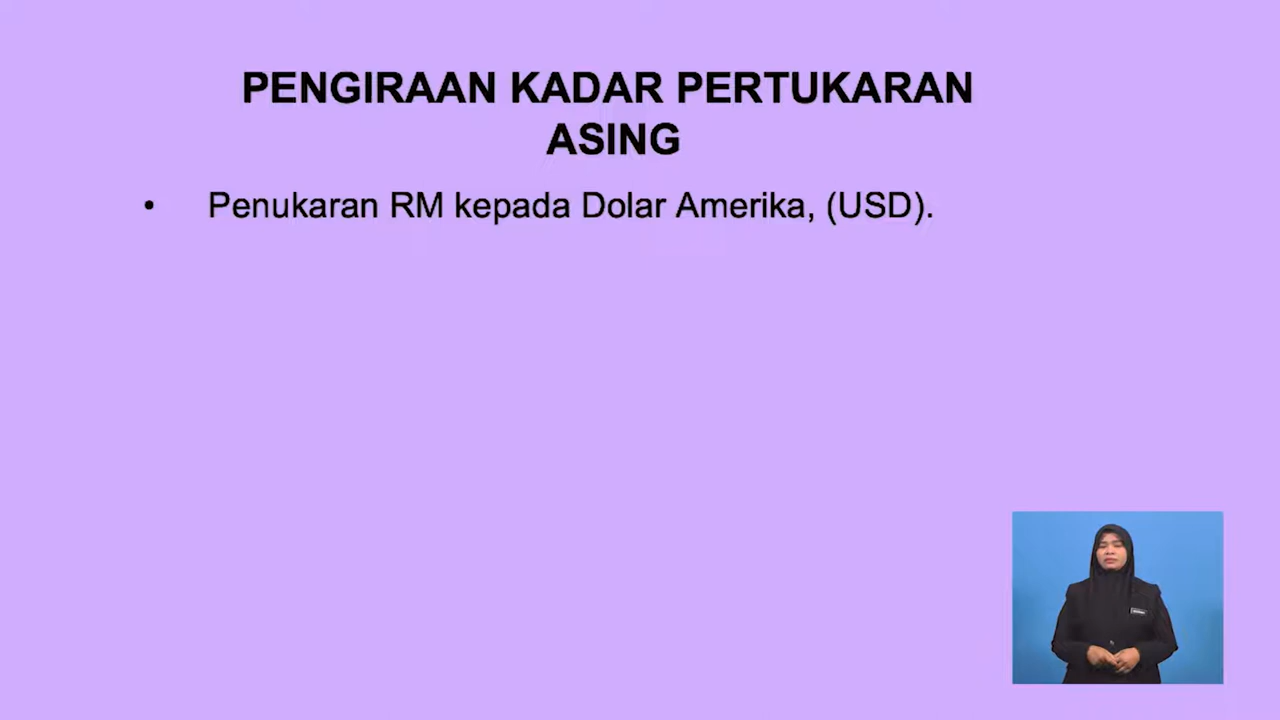 PENGIRAAN KADAR PERTUKARAN
ASING
• Penukaran RM kepada Dolar Amerika, (USD).